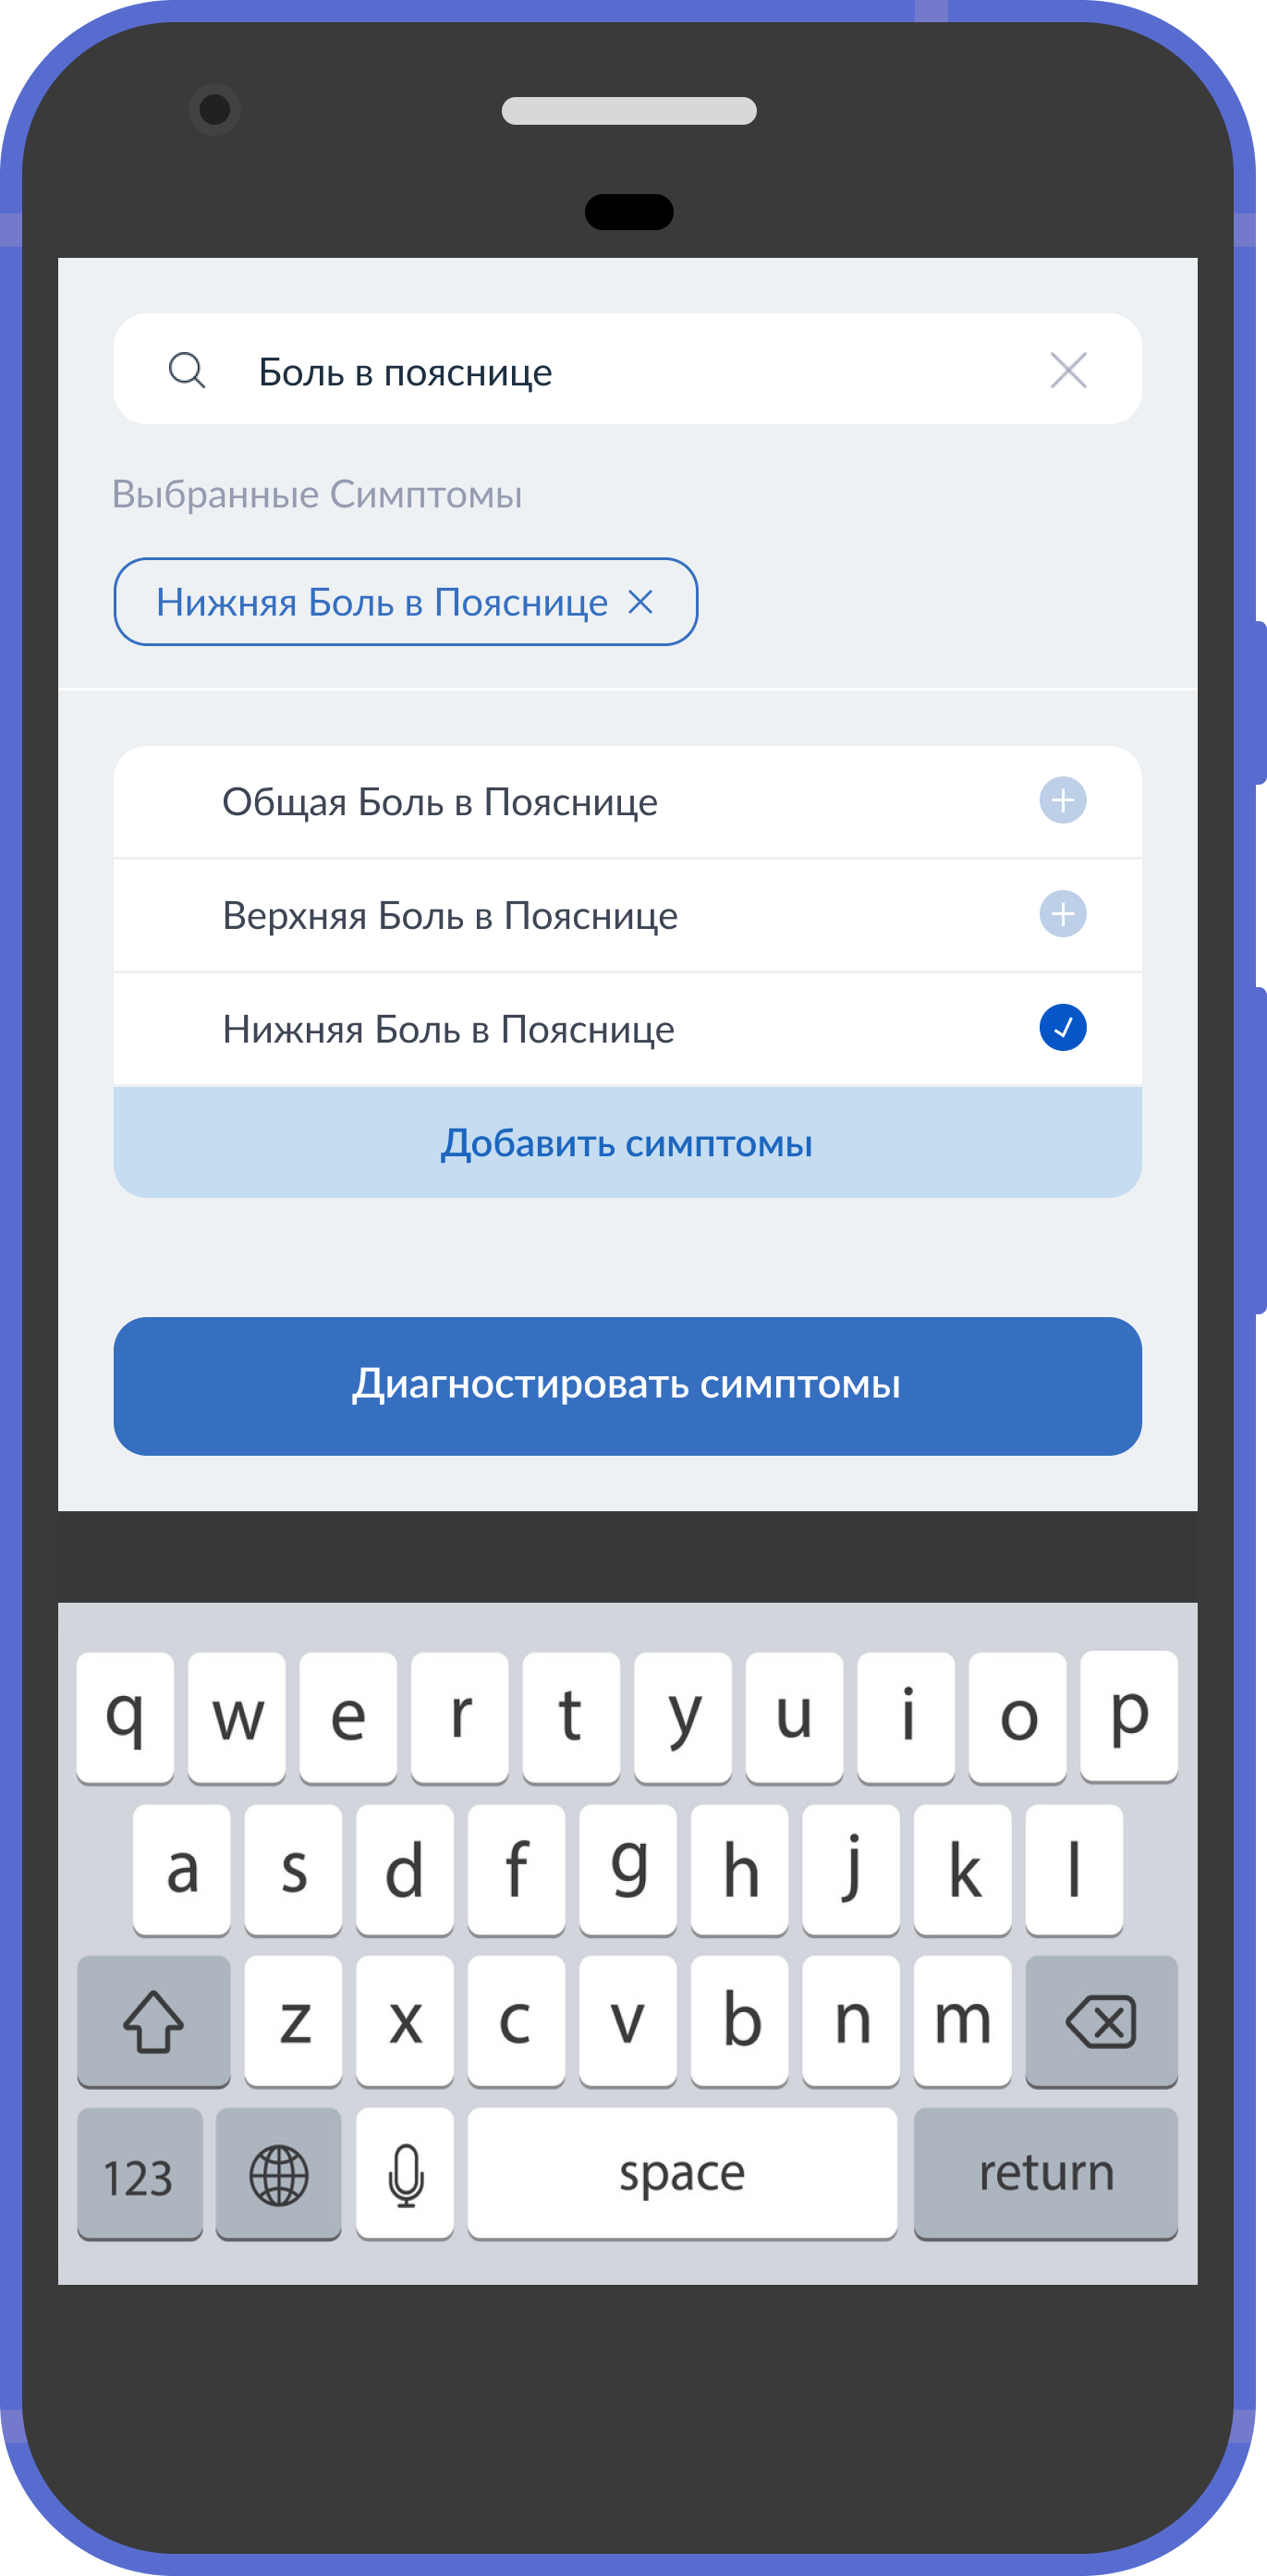 Боль в пояснице
Выбранные Симптомы
Нижняя Боль в Пояснице
Общая Боль в Пояснице
Верхняя Боль в Пояснице
Нижняя Боль в Пояснице
Добавить симптомы
Диагностировать симптомы
q w e r t y u i o p
a s d f g h j k l
z x c v b n m
123 space return